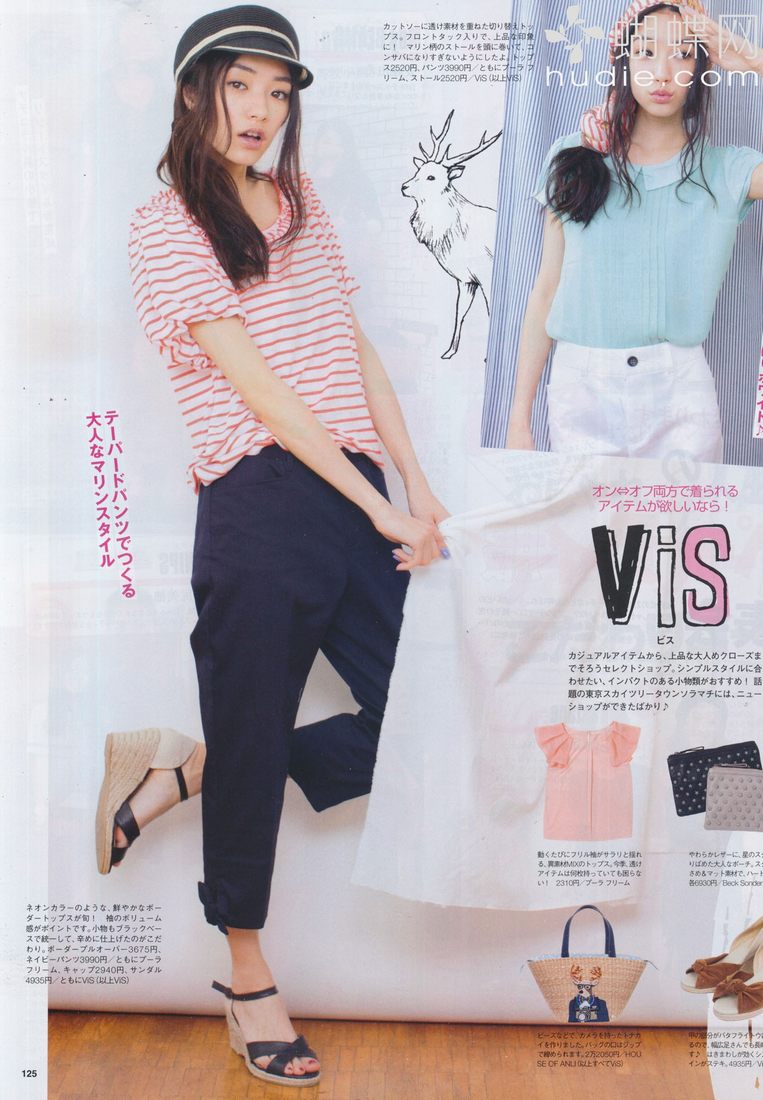 カットソーに透け素材を重ねた切り替えトッ
プス。フロントタック入りで、上品な印象
に! マリン柄のストールを頭に巻いて、コ
ンサバになりすぎないようにしたよ。トップ
ス2520円、パンツ3990円/ともにプーラ フ
リーム、ストール2520円/ViS(以上ViS)
蝴蝶网
hudie.com
テーパードパンツでつくる
大人なマリンスタイル
オン⇔オフ両方で着られる
アイテムが欲しいなら!
ViS
ビス
カジュアルアイテムから、上品な大人めクローズま
でそろうセレクトショップ。シンプルスタイルに合
わせたい、インパクトのある小物類がおすすめ! 話
題の東京スカイツリータウンソラマチには、ニュー
ショップができたばかり♪
動くたびにフリル袖がサラリと揺れ
る、異素材MIXのトップス。今季、透け
アイテムは何枚持っていても困らな
い! 2310円/プーラ フリーム
やわらかレザーに、星のスタ
りばめた大人なポーチ。ス
さめ&マット素材で、ハート
各6930円/Beck Sonder
ネオンカラーのような、鮮やかなボー
ダートップスが旬! 袖のボリューム
感がポイントです。小物もブラックベー
スで統一して、辛めに仕上げたのがこだ
わり。ボーダープルオーバー3675円、
ネイビーパンツ3990円/ともにプーラ
フリーム、キャップ2940円、サンダル
4935円/ともにViS(以上ViS)
ビーズなどで、カメラを持ったトナカ
イを作りました。バッグの口はジップ
で締められます。2万2050円/HOU
SE OF ANLI(以上すべてViS)
るので、幅広足さんでも長
♪ はきまわしが効くシ
インがステキ。4935円/Vi
125